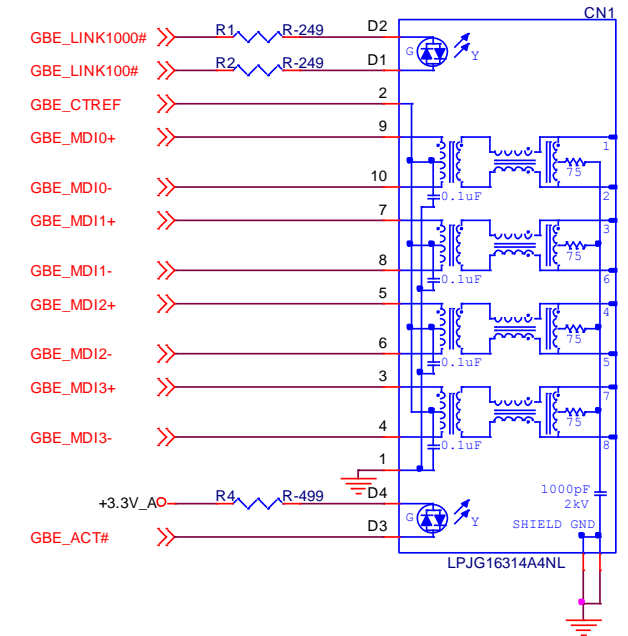 CN1
GBE_LINK1000# R1 R-249 D2
G Y
GBE_LINK100# R2 R-249 D1
GBE_CTREF 2
GBE_MDI0+ 9
1
75
GBE_MDI0- 10
0.1uF 2
GBE_MDI1+ 7
3
75
GBE_MDI1- 8
0.1uF 6
GBE_MDI2+ 5
4
75
GBE_MDI2- 6
0.1uF 5
GBE_MDI3+ 3
7
75
GBE_MDI3- 4
0.1uF 8
1
1000pF
2kV
+3.3V_A R4 R-499 D4
G Y
SHIELD GND
GBE_ACT# D3
LPJG16314A4NL